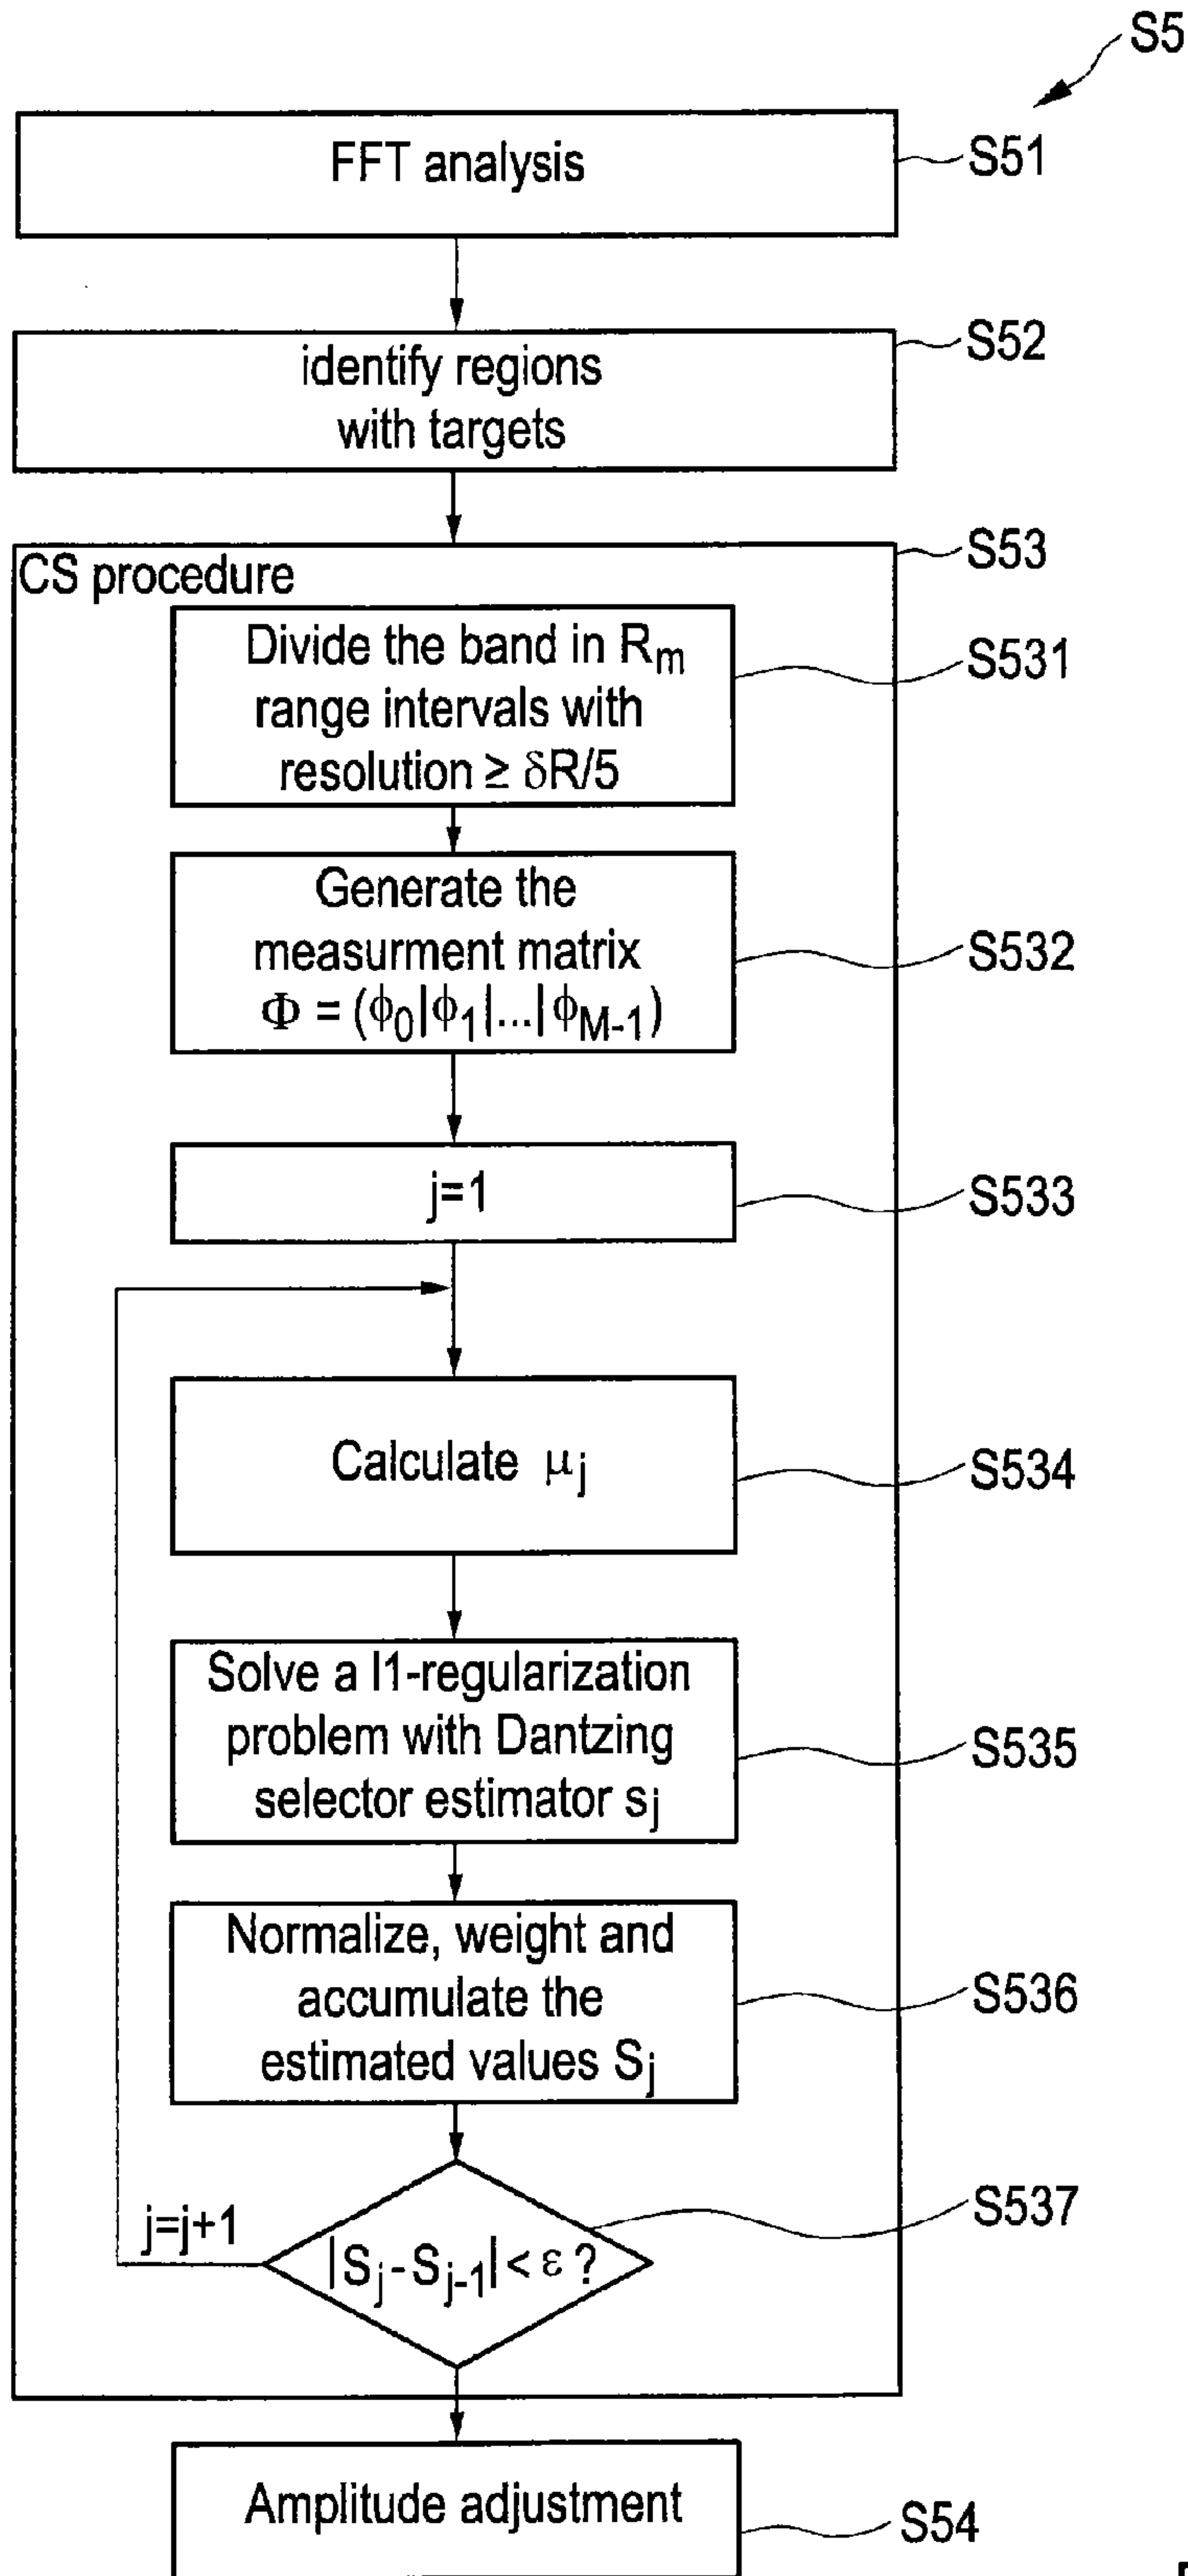 S5
FFT analysis
S51
identify regions
with targets
S52
CS procedure
S53
Divide the band in Rm
range intervals with
resolution ≥ δR/5
S531
Generate the
measurment matrix
Φ = (ϕ0|ϕ1|...|ϕM-1)
S532
j=1
S533
Calculate μj
S534
Solve a l1-regularization
problem with Dantzing
selector estimator sj
S535
Normalize, weight and
accumulate the
estimated values Sj
S536
j=j+1
|Sj-Sj-1| < ε ?
S537
Amplitude adjustment
S54